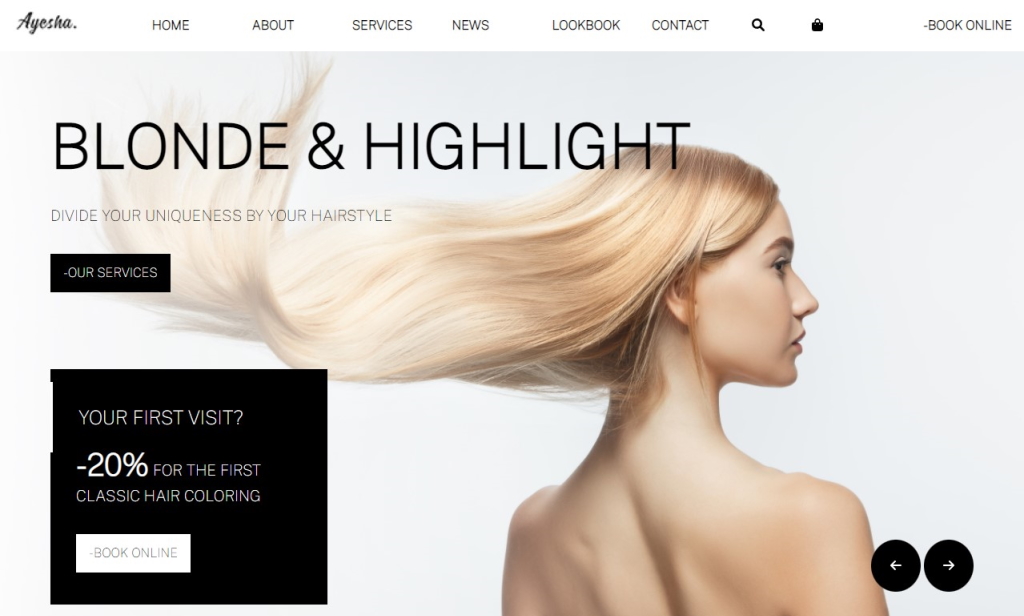 Ayesha.
HOME ABOUT SERVICES NEWS LOOKBOOK CONTACT -BOOK ONLINE
BLONDE & HIGHLIGHT
DIVIDE YOUR UNIQUENESS BY YOUR HAIRSTYLE
-OUR SERVICES
YOUR FIRST VISIT?
-20% FOR THE FIRST
CLASSIC HAIR COLORING
-BOOK ONLINE